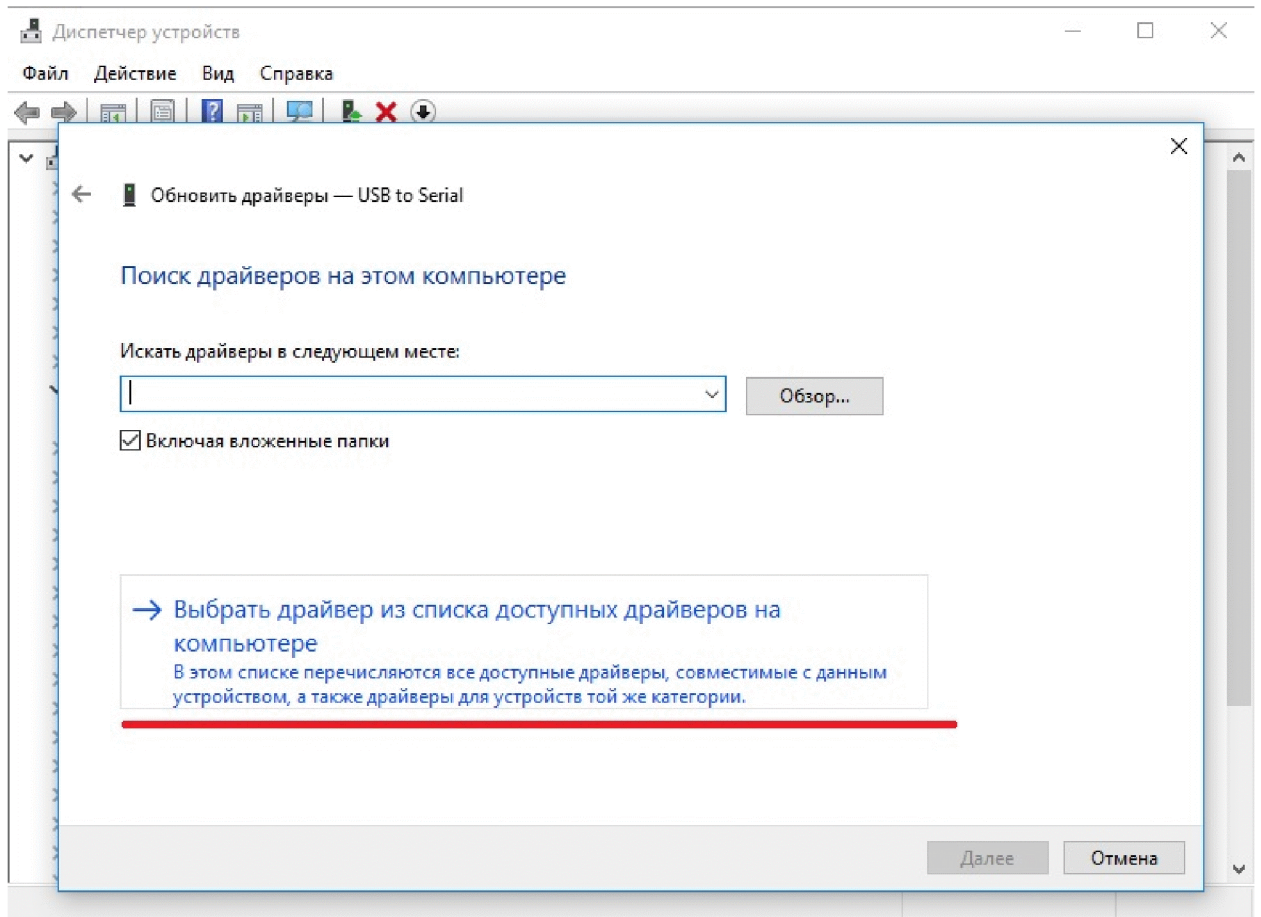 Диспетчер устройств
Файл Действие Вид Справка
Обновить драйверы — USB to Serial
Поиск драйверов на этом компьютере
Искать драйверы в следующем месте:
Обзор...
Включая вложенные папки
Выбрать драйвер из списка доступных драйверов на
компьютере
В этом списке перечисляются все доступные драйверы, совместимые с данным
устройством, а также драйверы для устройств той же категории.
Далее Отмена